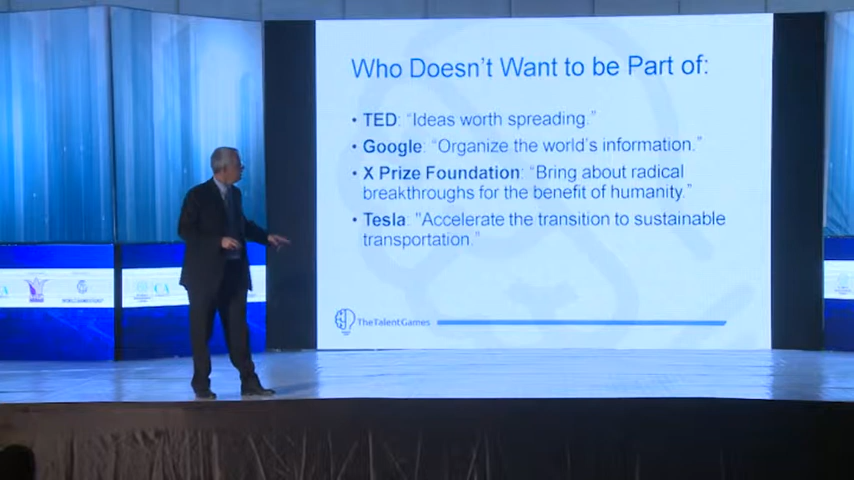 Who Doesn't Want to be Part of:
• TED: “Ideas worth spreading.”
• Google: “Organize the world's information.”
• X Prize Foundation: “Bring about radical
breakthroughs for the benefit of humanity.”
• Tesla: "Accelerate the transition to sustainable
transportation.”
TheTalentGames